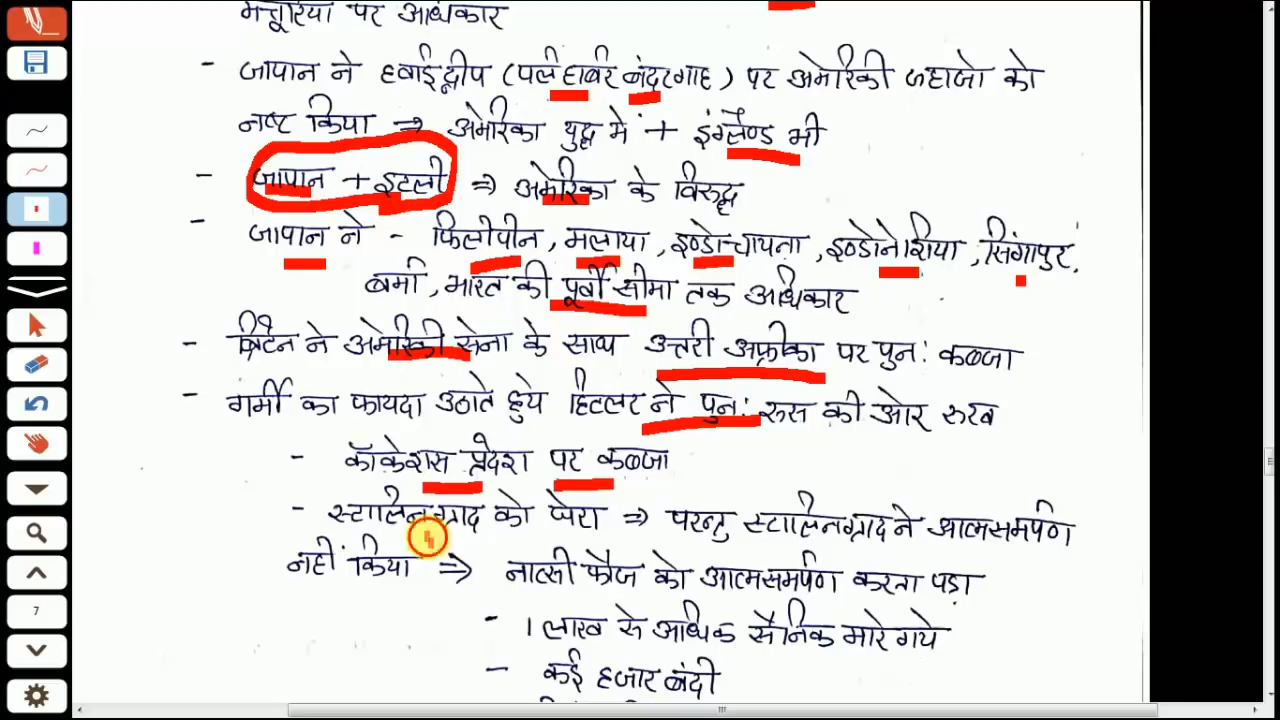 मंचूरिया पर अधिकार
- जापान ने हवाईद्वीप (पर्ल हार्बर बंदरगाह) पर अमेरिकी जहाजो को
नष्ट किया ⇒ अमेरिका युद्ध में + इंग्लैण्ड भी
- जापान + इटली ⇒ अमेरिका के विरुद्ध
- जापान ने - फिलीपीन, मलाया, इण्डोचायना, इण्डोनेशिया, सिंगापुर,
बर्मा, भारत की पूर्वी सीमा तक अधिकार
- ब्रिटेन ने अमेरिकी सेना के साथ उत्तरी अफ्रीका पर पुन: कब्जा
- गर्मी का फायदा उठाते हुये हिटलर ने पुन: रूस की ओर रुख
- कॉकेशस प्रदेश पर कब्जा
- स्टालिनग्राद को घेरा ⇒ परन्तु स्टालिनग्राद ने आत्मसमर्पण
नहीं किया ⇒ नात्सी फौज को आत्मसमर्पण करना पड़ा
- 1 लाख से अधिक सैनिक मारे गये
- कई हजार बंदी
7